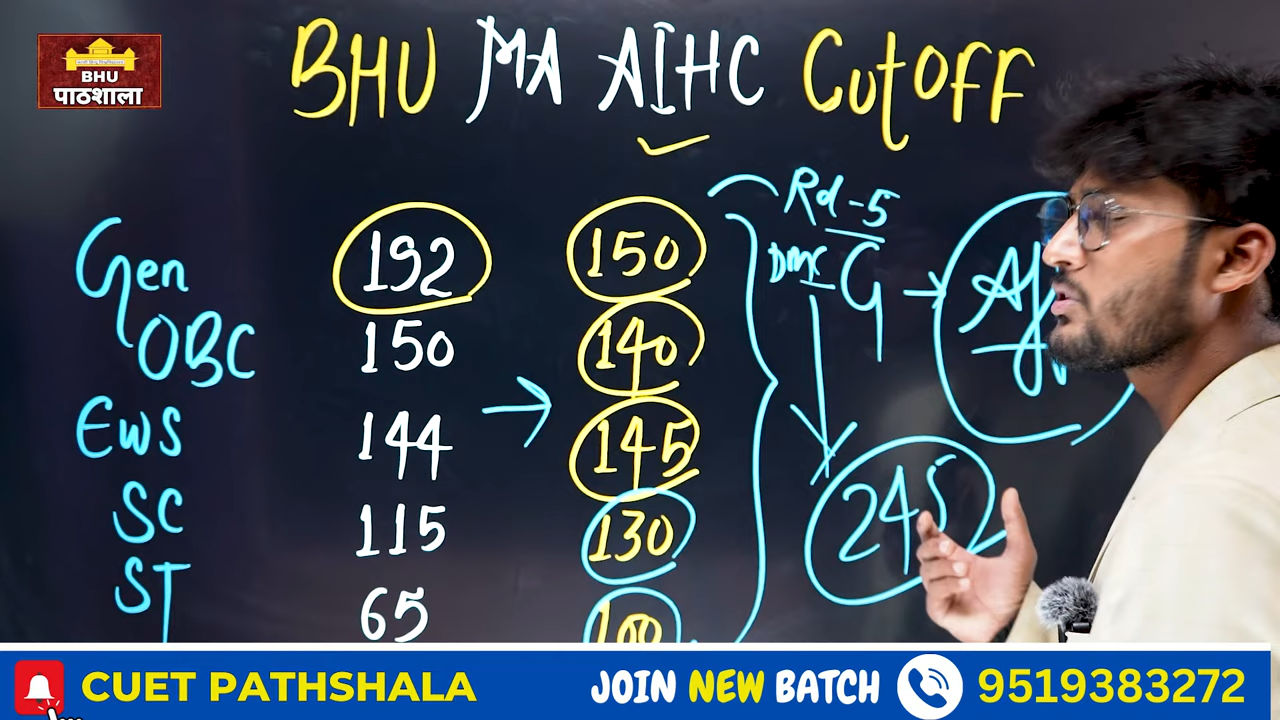 BHU
पाठशाला
BHU MA AIHC Cutoff
Rd-5
Gen 192 150
G
OBC 150 140
EWS 144 → 145
SC 115 130
245
ST 65 100
CUET PATHSHALA JOIN NEW BATCH 9519383272